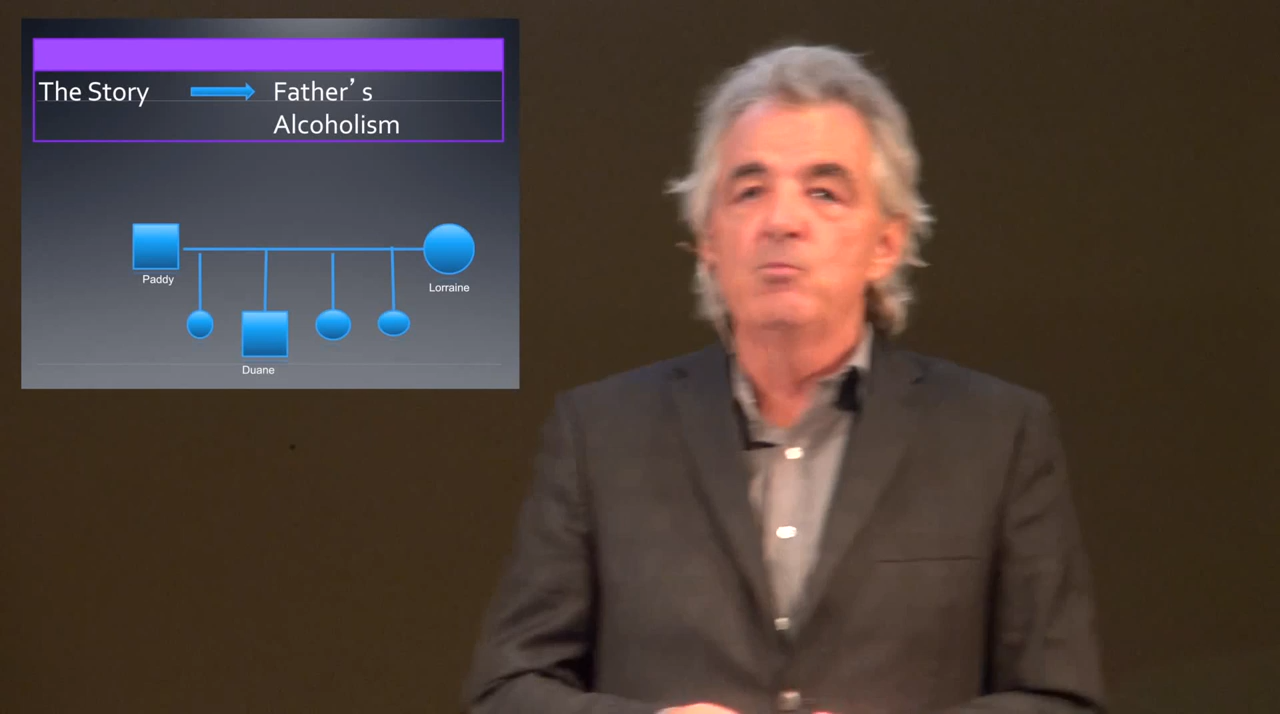 The Story
Father's
Alcoholism
Paddy
Lorraine
Duane